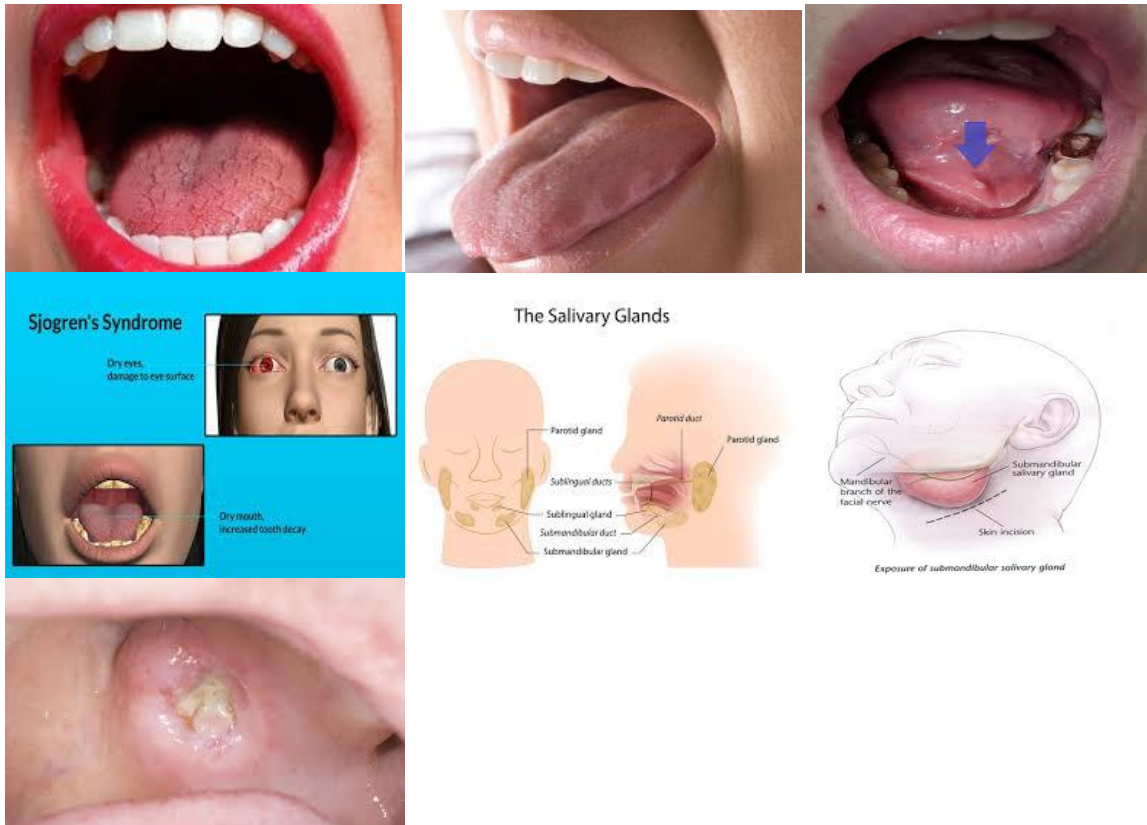 Sjogren's Syndrome
Dry eyes,
damage to eye surface
Dry mouth,
increased tooth decay
The Salivary Glands
Parotid duct
Parotid gland
Parotid gland
Sublingual ducts
Sublingual gland
Submandibular duct
Submandibular gland
Submandibular
salivary gland
Mandibular
branch of the
facial nerve
Skin incision
Exposure of submandibular salivary gland